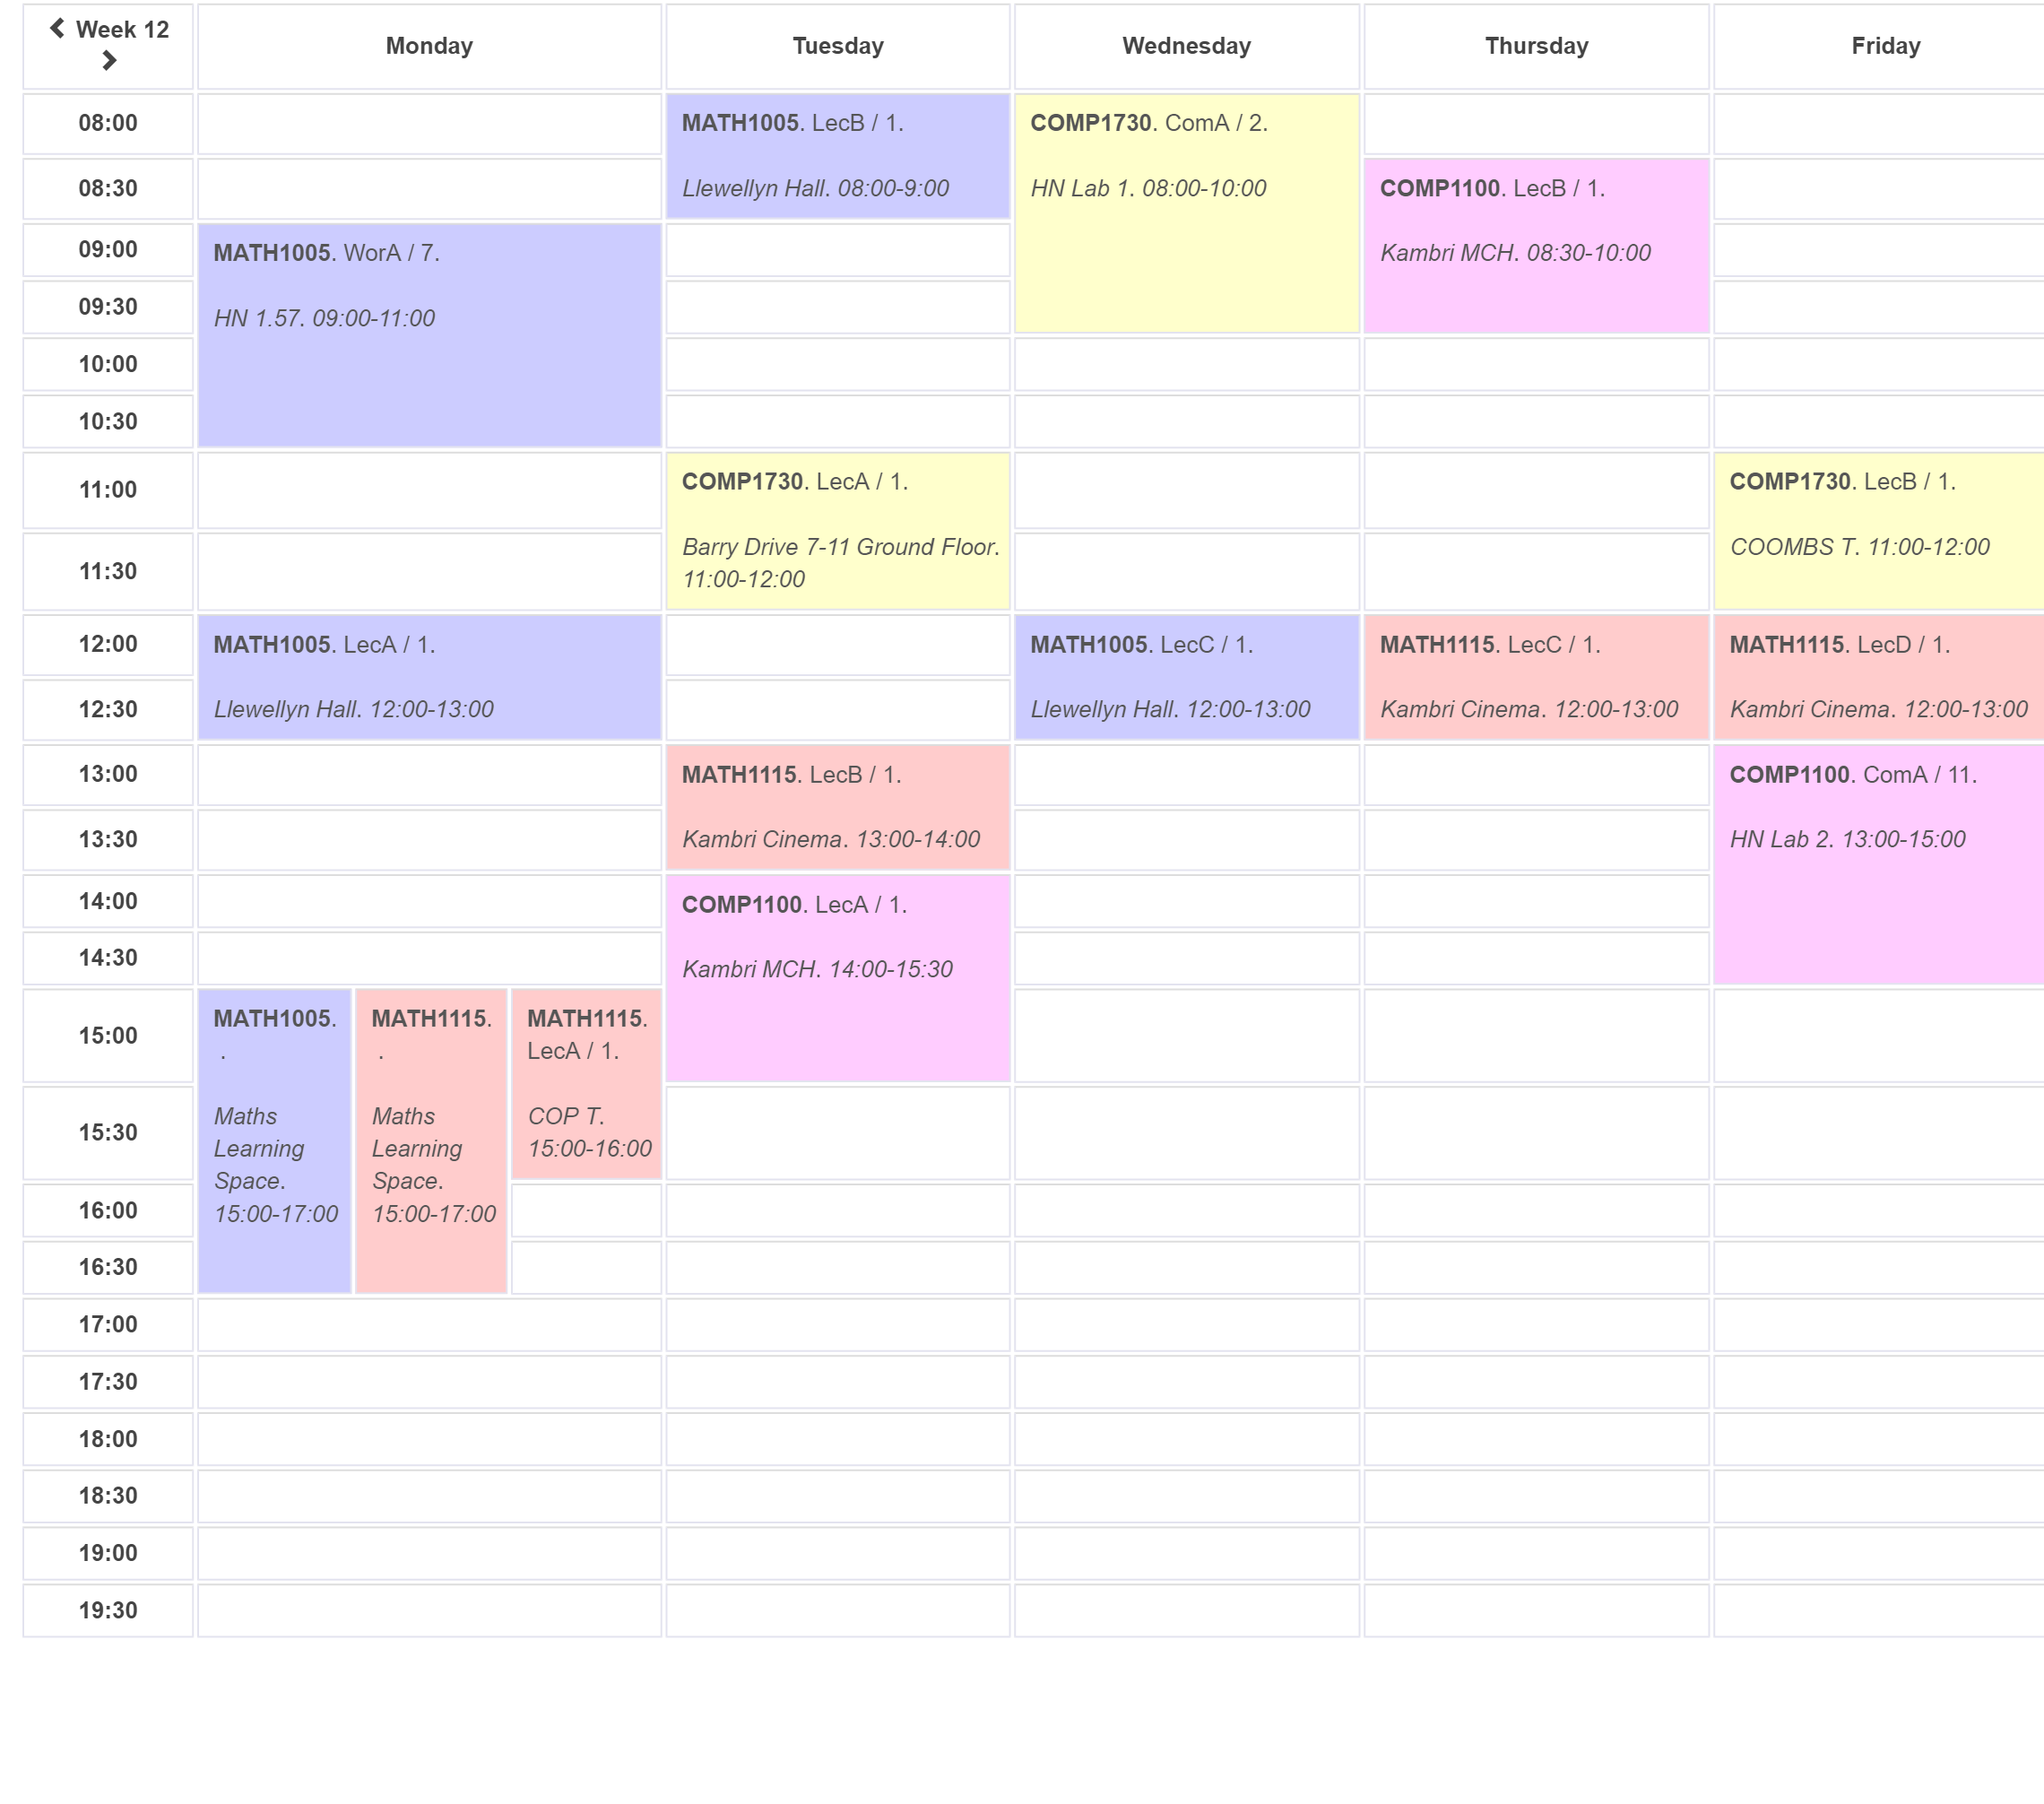 Week 12
Monday
Tuesday
Wednesday
Thursday
Friday
08:00
MATH1005. LecB / 1.
Llewellyn Hall. 08:00-9:00
COMP1730. ComA / 2.
HN Lab 1. 08:00-10:00
08:30
COMP1100. LecB / 1.
Kambri MCH. 08:30-10:00
09:00
MATH1005. WorA / 7.
HN 1.57. 09:00-11:00
09:30
10:00
10:30
11:00
COMP1730. LecA / 1.
Barry Drive 7-11 Ground Floor.
11:00-12:00
COMP1730. LecB / 1.
COOMBS T. 11:00-12:00
11:30
12:00
MATH1005. LecA / 1.
Llewellyn Hall. 12:00-13:00
MATH1005. LecC / 1.
Llewellyn Hall. 12:00-13:00
MATH1115. LecC / 1.
Kambri Cinema. 12:00-13:00
MATH1115. LecD / 1.
Kambri Cinema. 12:00-13:00
12:30
13:00
MATH1115. LecB / 1.
Kambri Cinema. 13:00-14:00
COMP1100. ComA / 11.
HN Lab 2. 13:00-15:00
13:30
14:00
COMP1100. LecA / 1.
Kambri MCH. 14:00-15:30
14:30
15:00
MATH1005.
.
Maths
Learning
Space.
15:00-17:00
MATH1115.
.
Maths
Learning
Space.
15:00-17:00
MATH1115.
LecA / 1.
COP T.
15:00-16:00
15:30
16:00
16:30
17:00
17:30
18:00
18:30
19:00
19:30